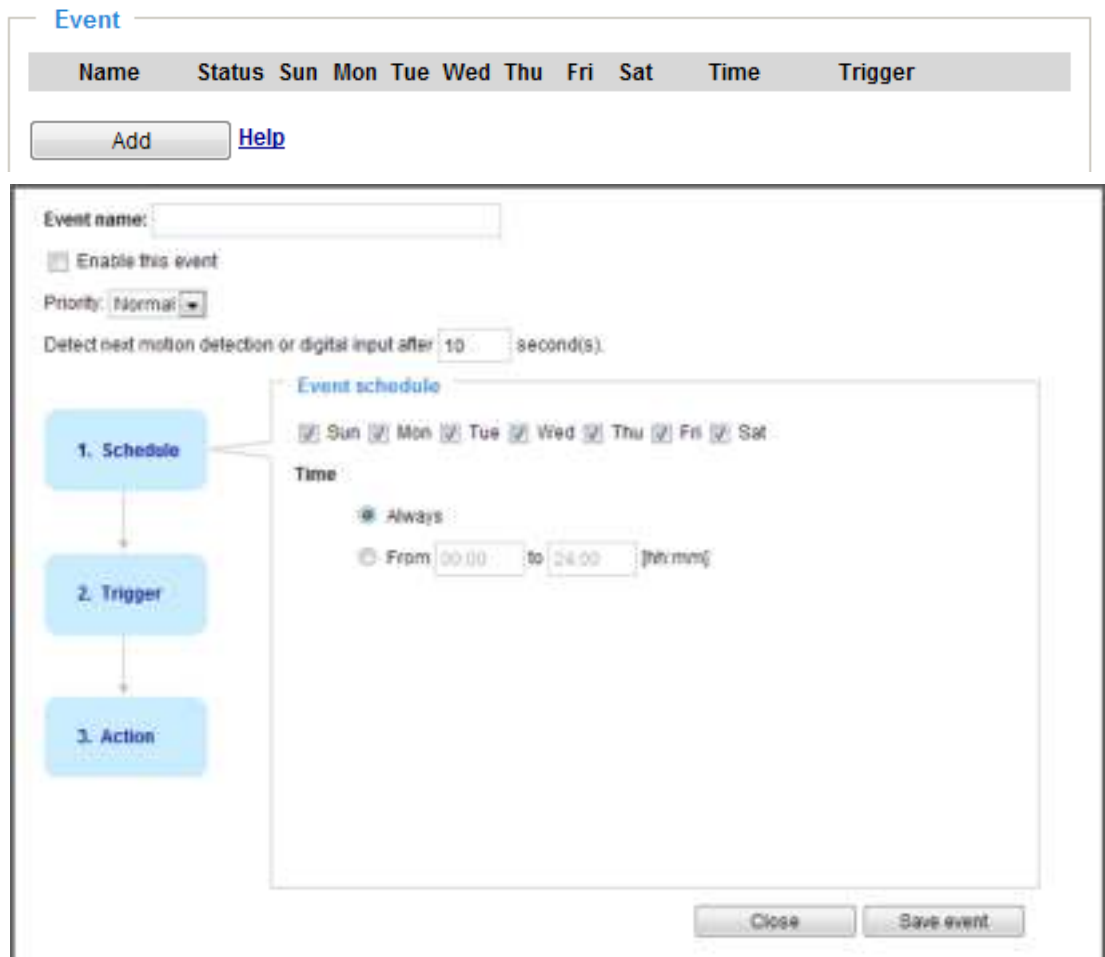 Event
Name Status Sun Mon Tue Wed Thu Fri Sat Time Trigger
Add Help
Event name:
Enable this event
Priority: Normal
Detect next motion detection or digital input after 10 second(s).
Event schedule
1. Schedule
Sun Mon Tue Wed Thu Fri Sat
Time
Always
From 00:00 to 24:00 [hh:mm]
2. Trigger
3. Action
Close Save event